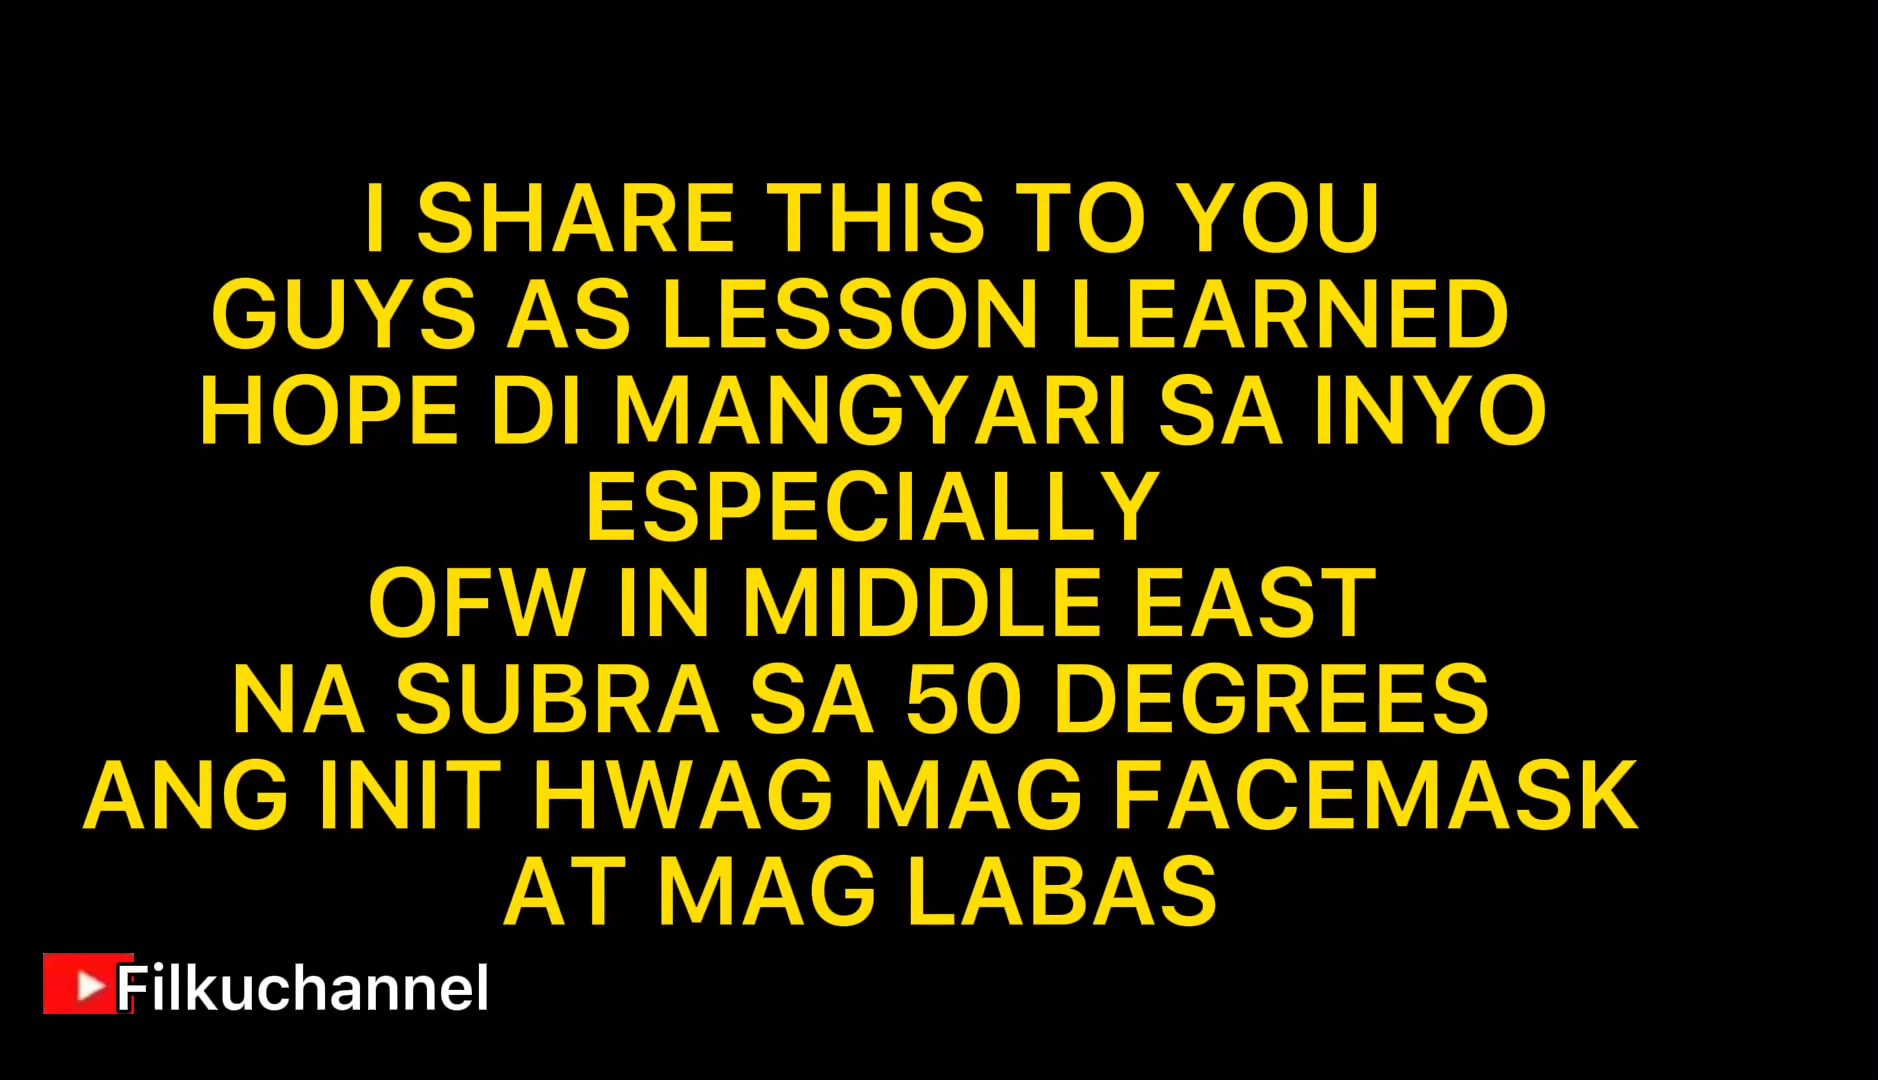 I SHARE THIS TO YOU
GUYS AS LESSON LEARNED
HOPE DI MANGYARI SA INYO
ESPECIALLY
OFW IN MIDDLE EAST
NA SUBRA SA 50 DEGREES
ANG INIT HWAG MAG FACEMASK
AT MAG LABAS
Filkuchannel